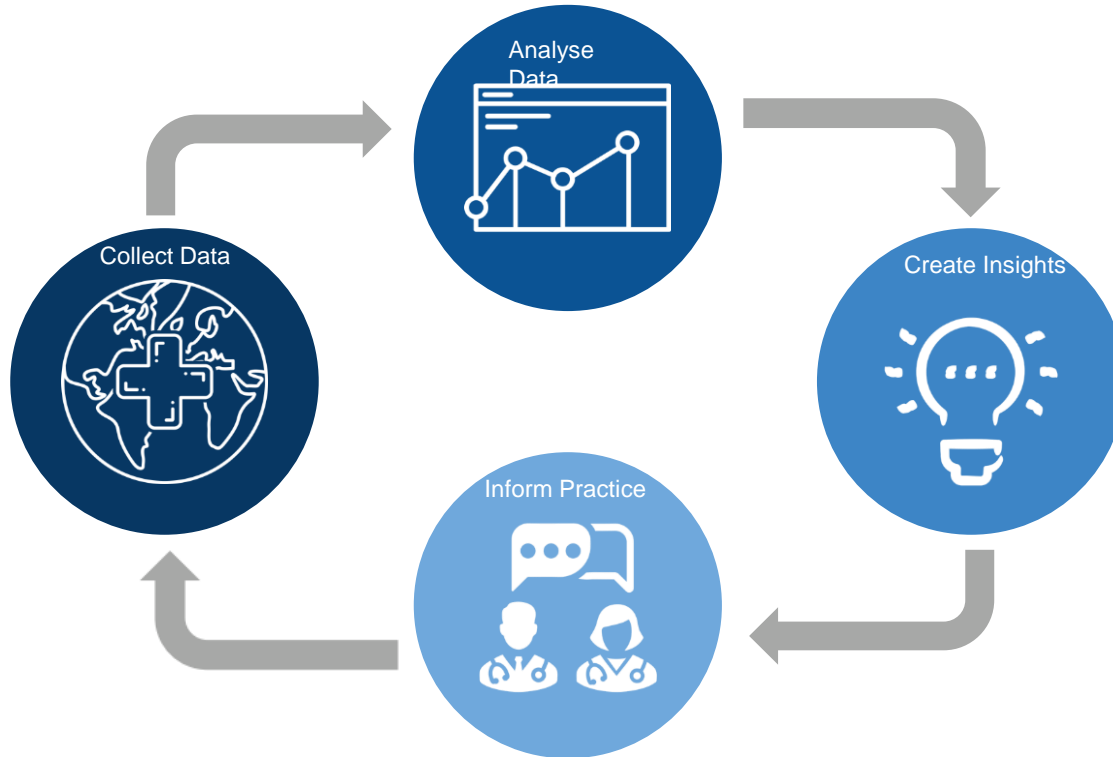 Analyse
Data
Collect Data
Create Insights
Inform Practice